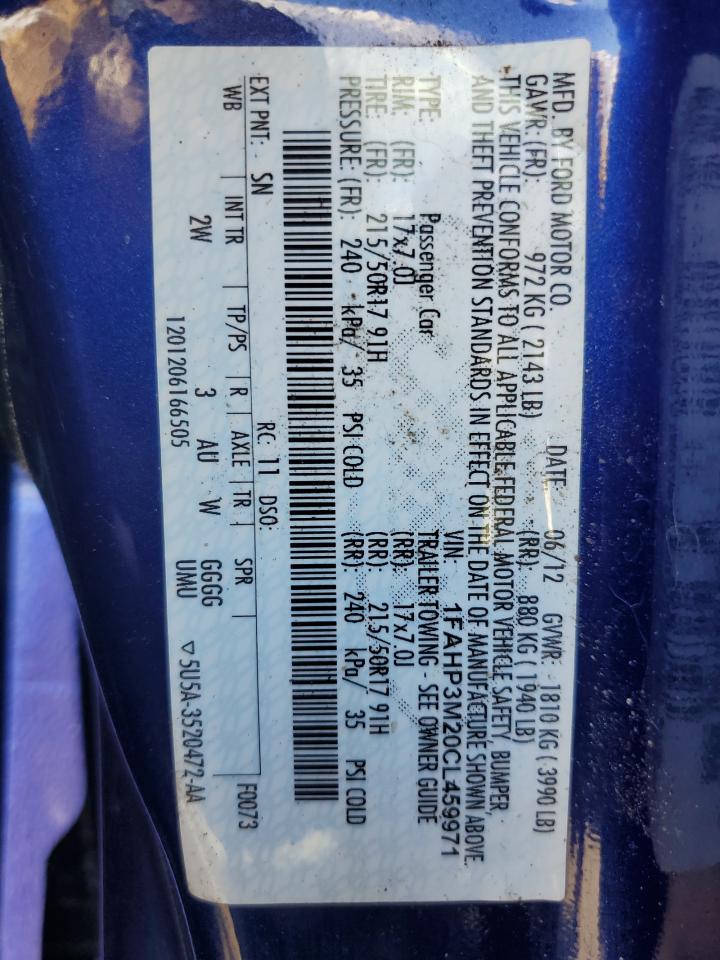 MFD. BY FORD MOTOR CO. DATE: 06/12 GVWR: 1810 KG ( 3990 LB)
GAWR: (FR): 972 KG ( 2143 LB) (RR): 880 KG ( 1940 LB)
THIS VEHICLE CONFORMS TO ALL APPLICABLE FEDERAL MOTOR VEHICLE SAFETY, BUMPER,
AND THEFT PREVENTION STANDARDS IN EFFECT ON THE DATE OF MANUFACTURE SHOWN ABOVE.
VIN: 1FAHP3M20CL459971
TYPE: Passenger Car TRAILER TOWING - SEE OWNER GUIDE
RIM: (FR): 17x7.0J (RR): 17x7.0J
TIRE: (FR): 215/50R17 91H (RR): 215/50R17 91H
PRESSURE: (FR): 240 kPa/ 35 PSI COLD (RR): 240 kPa/ 35 PSI COLD
RC: 11 DSO: F0073
EXT PNT: SN
WB INT TR TP/PS R AXLE TR SPR
2W 3 AU W GGGG
UMU
1201206166505 ▽5U5A-3520472-AA